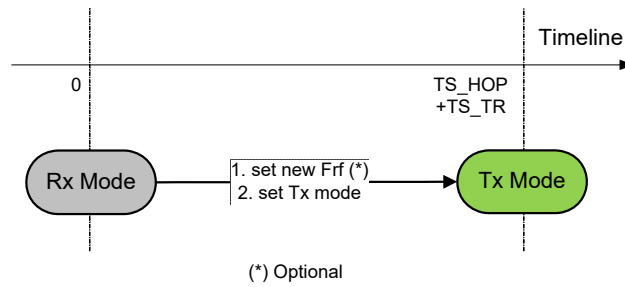 Timeline
0
TS_HOP
+TS_TR
Rx Mode
1. set new Frf (*)
2. set Tx mode
Tx Mode
(*) Optional